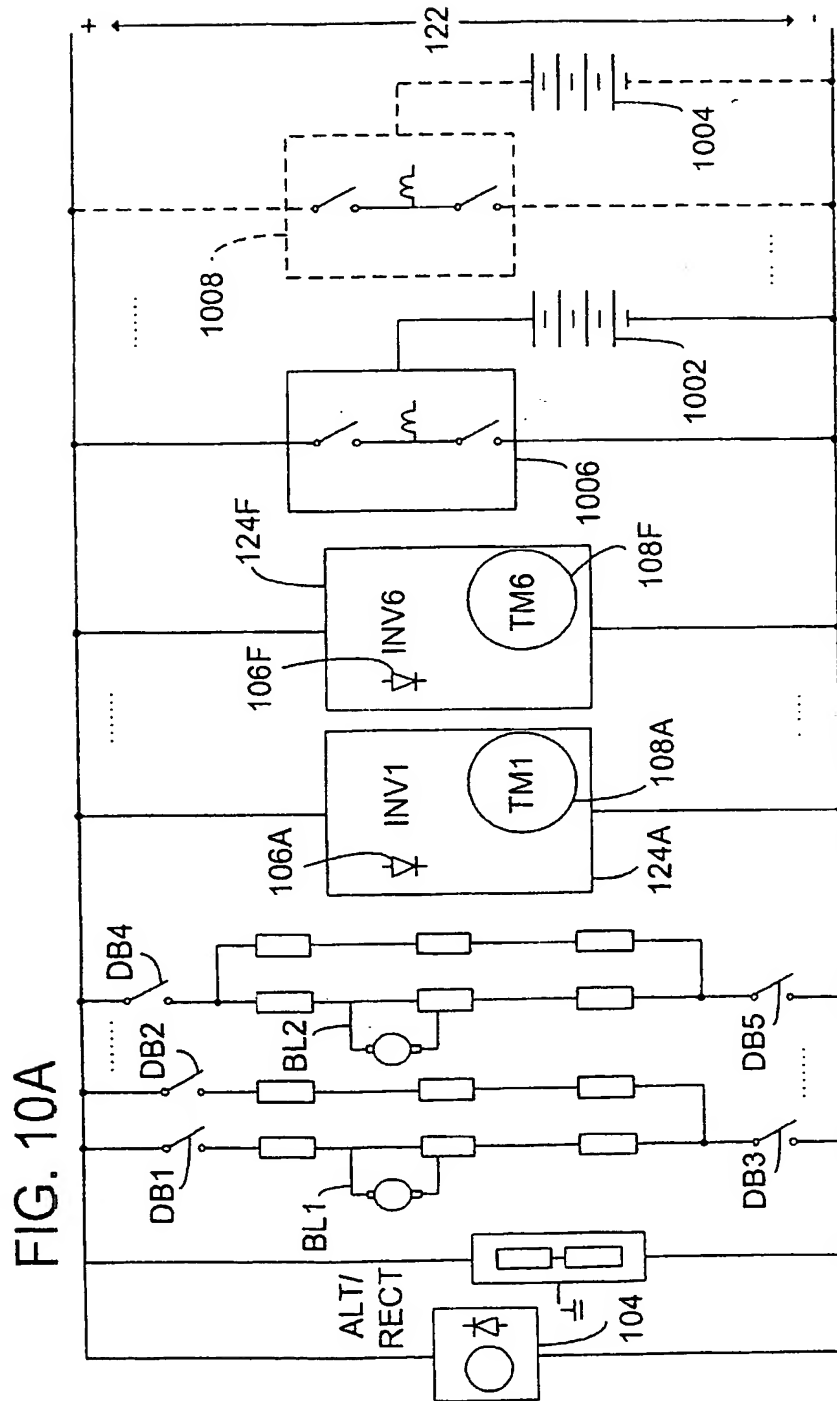 FIG. 10A
+
122
-
ALT/
RECT
104
DB1
DB2
DB4
BL1
BL2
DB3
DB5
INV1
106A
TM1
108A
124A
INV6
106F
TM6
108F
124F
1006
1002
1008
1004